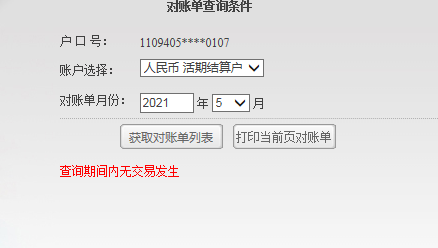 对账单查询条件
户 口 号： 1109405****0107
账户选择： 人民币 活期结算户
对账单月份： 2021 年 5 月
获取对账单列表 打印当前页对账单
查询期间内无交易发生